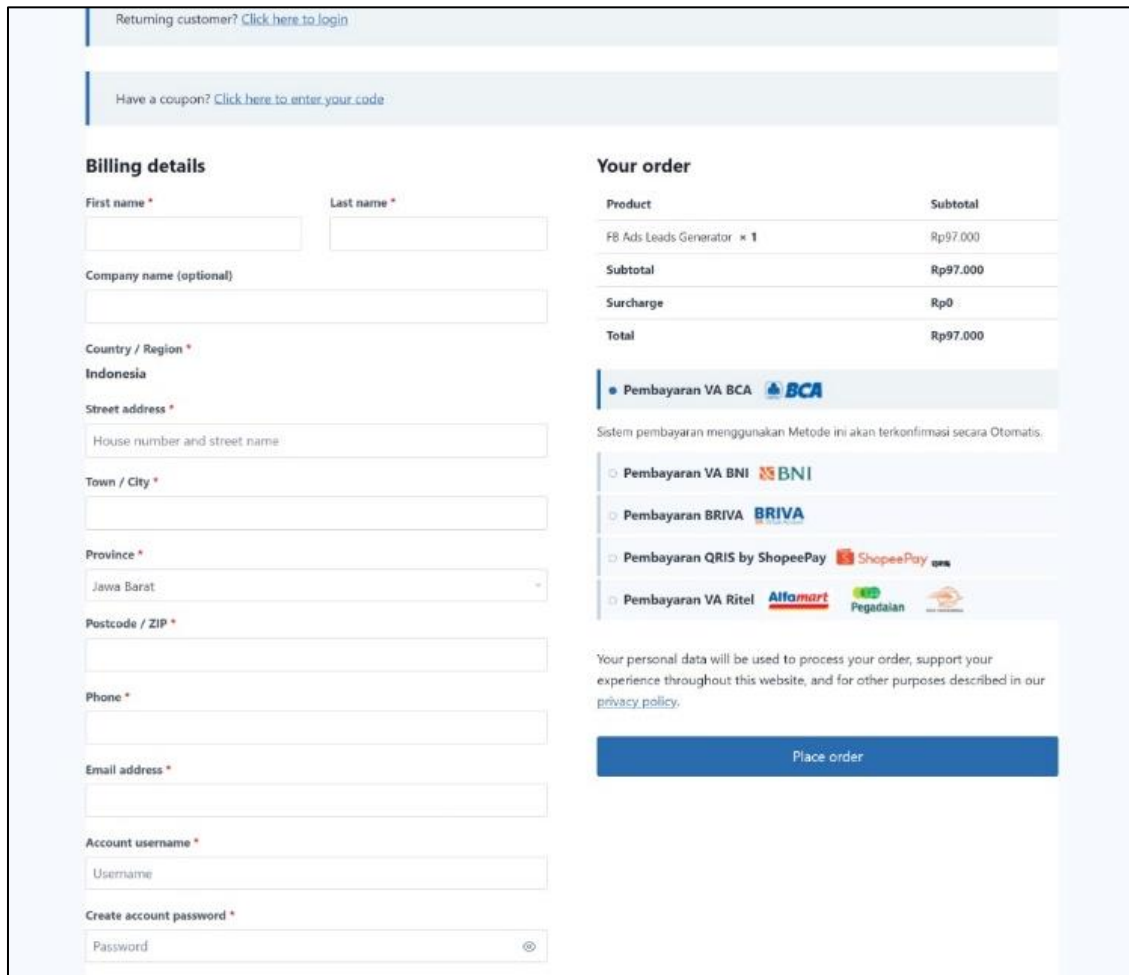 Returning customer? Click here to login
Have a coupon? Click here to enter your code
Billing details
First name *
Last name *
Company name (optional)
Country / Region *
Indonesia
Street address *
House number and street name
Town / City *
Province *
Jawa Barat
Postcode / ZIP *
Phone *
Email address *
Account username *
Username
Create account password *
Password
Your order
Product Subtotal
FB Ads Leads Generator × 1 Rp97.000
Subtotal Rp97.000
Surcharge Rp0
Total Rp97.000
Pembayaran VA BCA BCA
Sistem pembayaran menggunakan Metode ini akan terkonfirmasi secara Otomatis.
Pembayaran VA BNI BNI
Pembayaran BRIVA BRIVA
Pembayaran QRIS by ShopeePay ShopeePay QRIS
Pembayaran VA Ritel Alfamart Pegadaian
Your personal data will be used to process your order, support your
experience throughout this website, and for other purposes described in our
privacy policy.
Place order